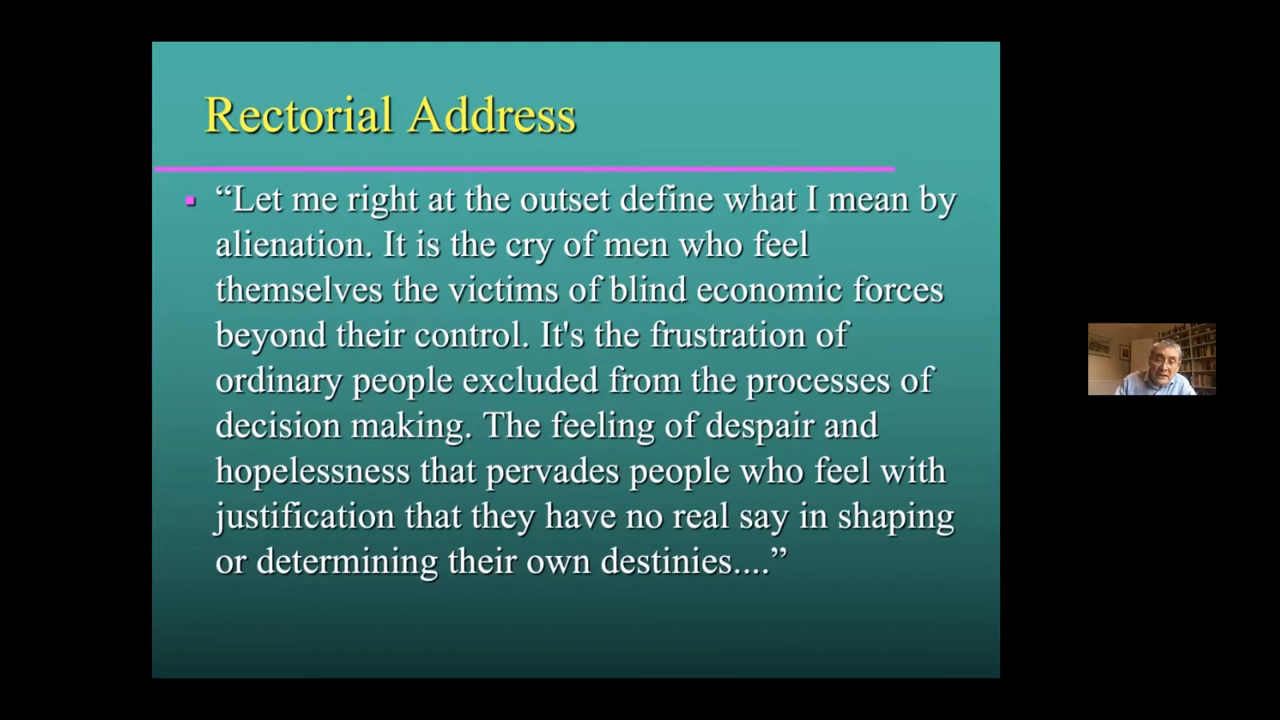 Rectorial Address
▪ “Let me right at the outset define what I mean by
alienation. It is the cry of men who feel
themselves the victims of blind economic forces
beyond their control. It's the frustration of
ordinary people excluded from the processes of
decision making. The feeling of despair and
hopelessness that pervades people who feel with
justification that they have no real say in shaping
or determining their own destinies....”